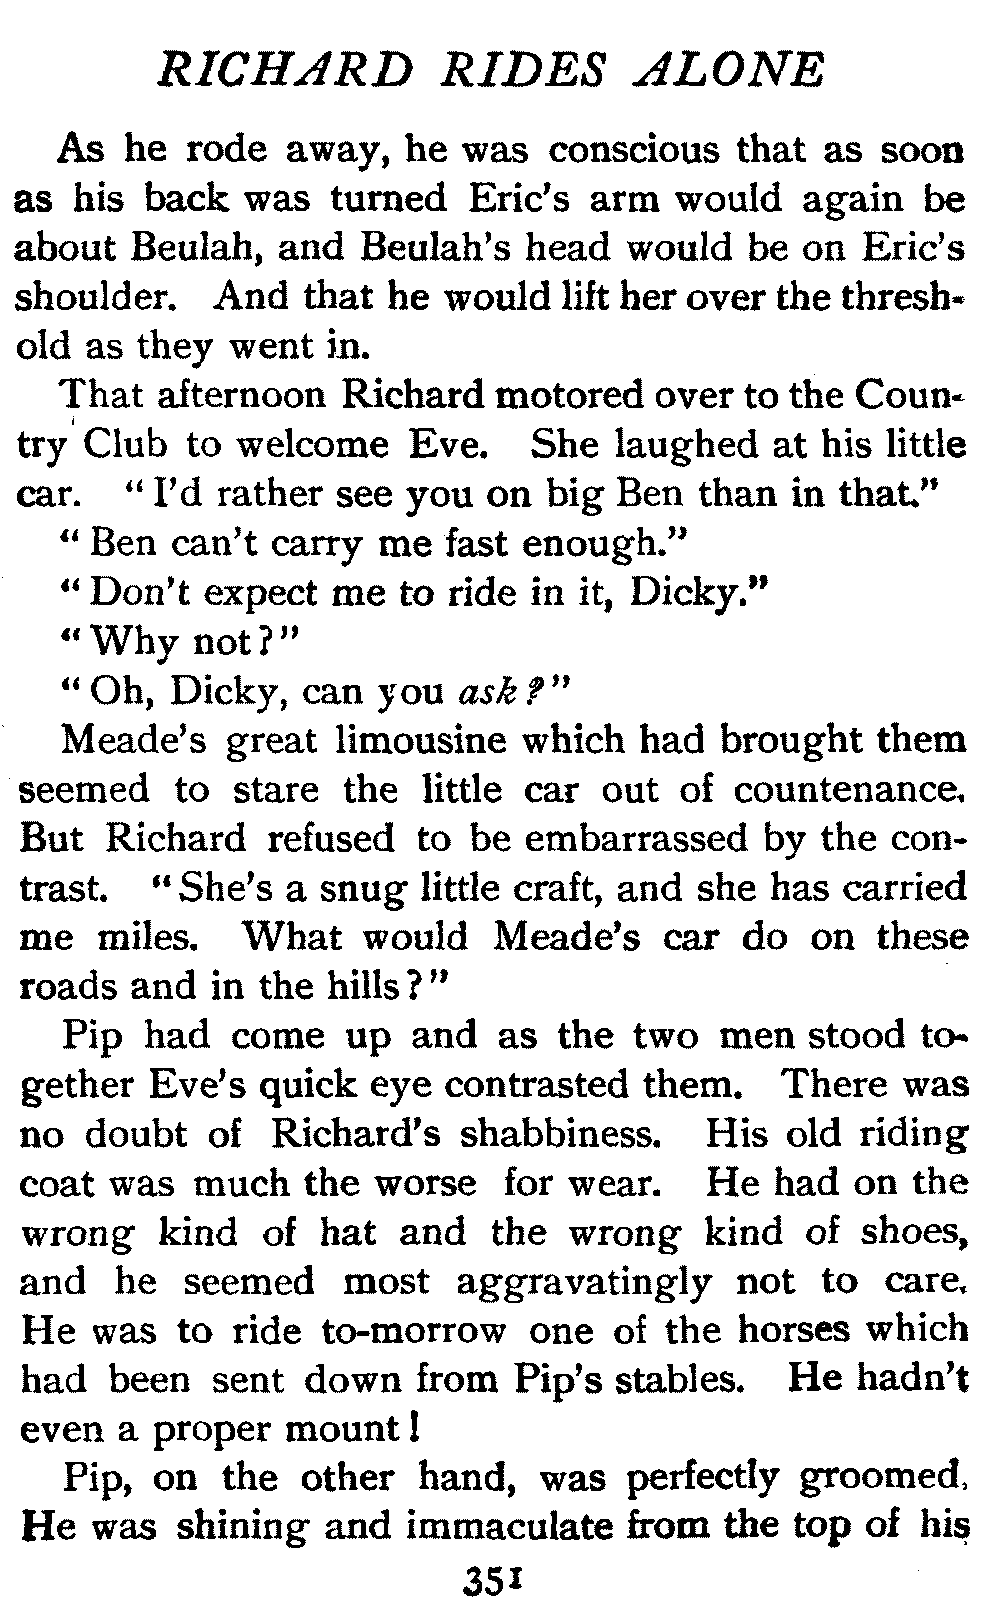 RICHARD RIDES ALONE
As he rode away, he was conscious that as soon
as his back was turned Eric's arm would again be
about Beulah, and Beulah's head would be on Eric's
shoulder. And that he would lift her over the thresh-
old as they went in.
That afternoon Richard motored over to the Coun-
try Club to welcome Eve. She laughed at his little
car. "I'd rather see you on big Ben than in that."
"Ben can't carry me fast enough."
"Don't expect me to ride in it, Dicky."
"Why not?"
"Oh, Dicky, can you ask?"
Meade's great limousine which had brought them
seemed to stare the little car out of countenance.
But Richard refused to be embarrassed by the con-
trast. "She's a snug little craft, and she has carried
me miles. What would Meade's car do on these
roads and in the hills?"
Pip had come up and as the two men stood to-
gether Eve's quick eye contrasted them. There was
no doubt of Richard's shabbiness. His old riding
coat was much the worse for wear. He had on the
wrong kind of hat and the wrong kind of shoes,
and he seemed most aggravatingly not to care.
He was to ride to-morrow one of the horses which
had been sent down from Pip's stables. He hadn't
even a proper mount!
Pip, on the other hand, was perfectly groomed.
He was shining and immaculate from the top of his
351